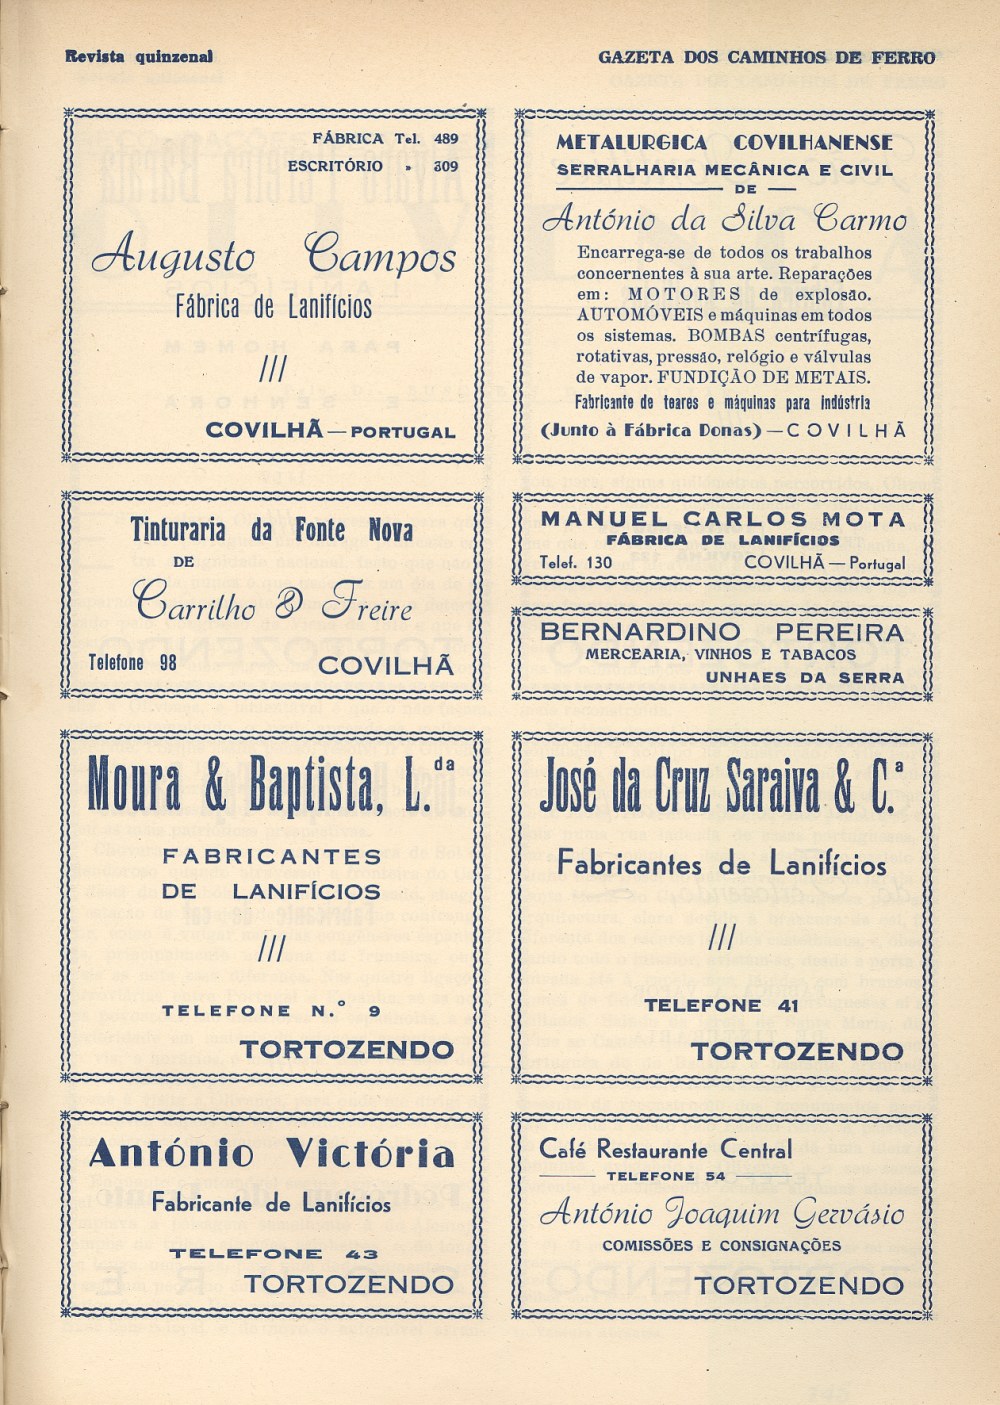 Revista quinzenal
GAZETA DOS CAMINHOS DE FERRO
FÁBRICA Tel. 489
ESCRITÓRIO » 309
Augusto Campos
Fábrica de Lanifícios
///
COVILHÃ — PORTUGAL
METALURGICA COVILHANENSE
SERRALHARIA MECÂNICA E CIVIL
— DE —
António da Silva Carmo
Encarrega-se de todos os trabalhos
concernentes à sua arte. Reparações
em: MOTORES de explosão.
AUTOMÓVEIS e máquinas em todos
os sistemas. BOMBAS centrífugas,
rotativas, pressão, relógio e válvulas
de vapor. FUNDIÇÃO DE METAIS.
Fabricante de teares e máquinas para indústria
(Junto à Fábrica Donas) — COVILHÃ
Tinturaria da Fonte Nova
DE
Carrilho & Freire
Telefone 98 COVILHÃ
MANUEL CARLOS MOTA
FÁBRICA DE LANIFÍCIOS
Telef. 130 COVILHÃ — Portugal
BERNARDINO PEREIRA
MERCEARIA, VINHOS E TABACOS
UNHAES DA SERRA
Moura & Baptista, L.da
FABRICANTES
DE LANIFÍCIOS
///
TELEFONE N.º 9
TORTOZENDO
José da Cruz Saraiva & C.ª
Fabricantes de Lanifícios
///
TELEFONE 41
TORTOZENDO
António Victória
Fabricante de Lanifícios
TELEFONE 43
TORTOZENDO
Café Restaurante Central
— TELEFONE 54 —
António Joaquim Gervásio
COMISSÕES E CONSIGNAÇÕES
TORTOZENDO